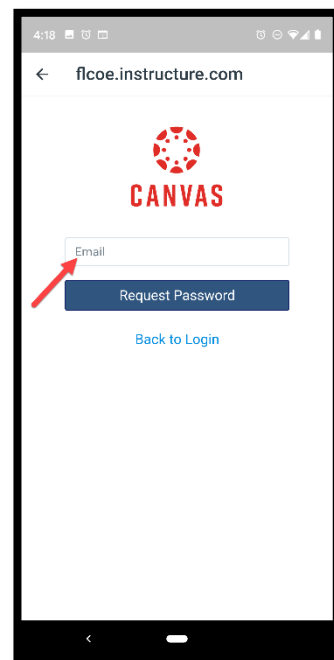 4:18
flcoe.instructure.com
CANVAS
Email
Request Password
Back to Login